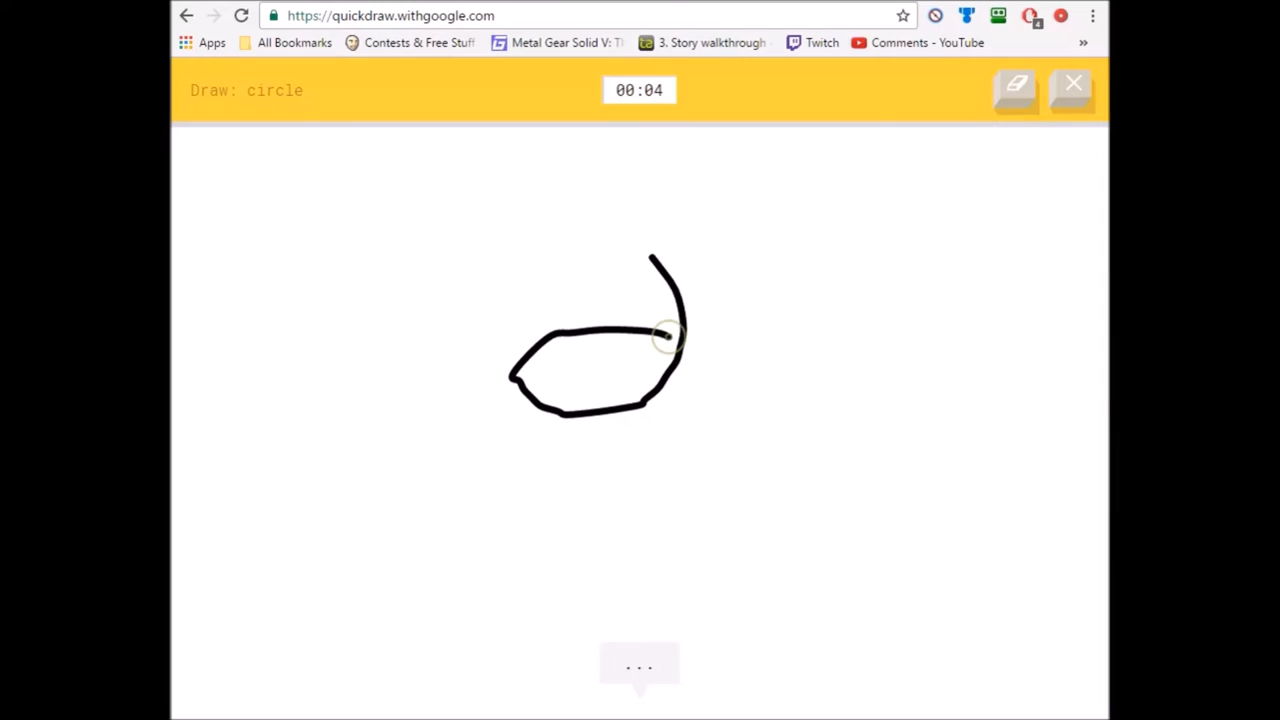 https://quickdraw.withgoogle.com
4
Apps All Bookmarks Contests & Free Stuff Metal Gear Solid V: T 3. Story walkthrough Twitch Comments - YouTube »
Draw: circle 00:04
...